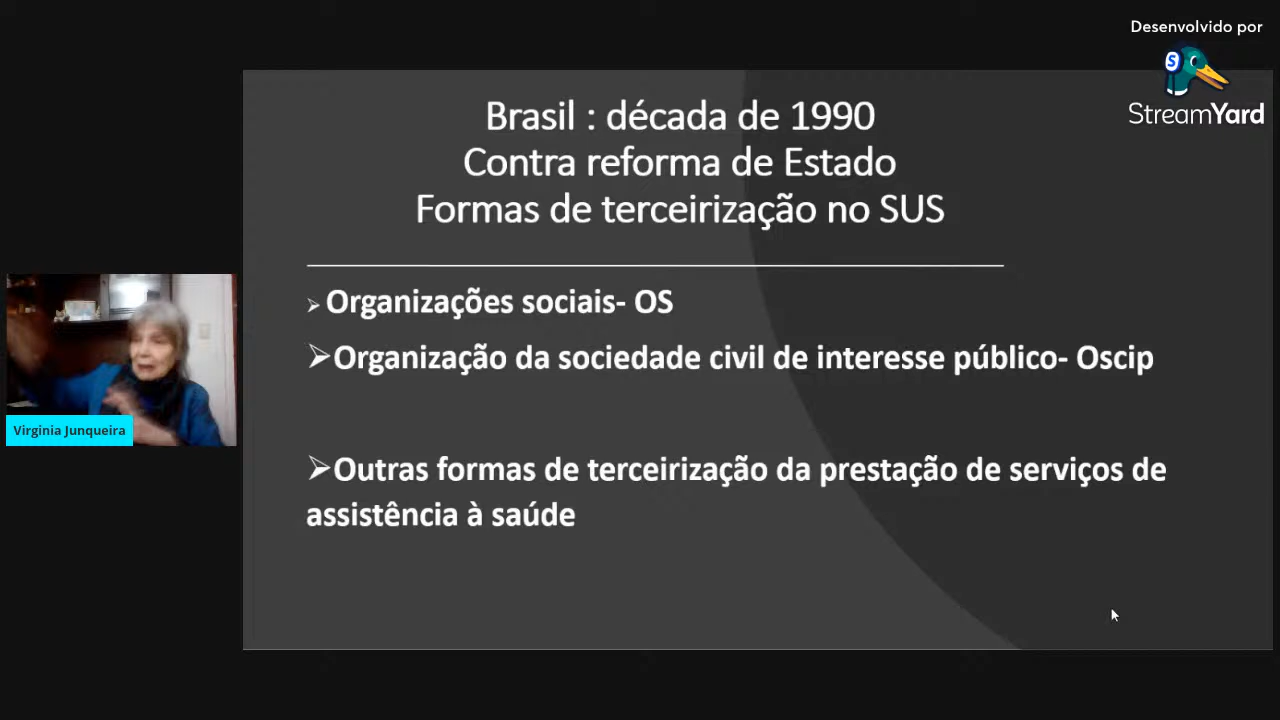 Desenvolvido por
StreamYard
Brasil : década de 1990
Contra reforma de Estado
Formas de terceirização no SUS
Organizações sociais- OS
Organização da sociedade civil de interesse público- Oscip
Outras formas de terceirização da prestação de serviços de
assistência à saúde
Virgínia Junqueira